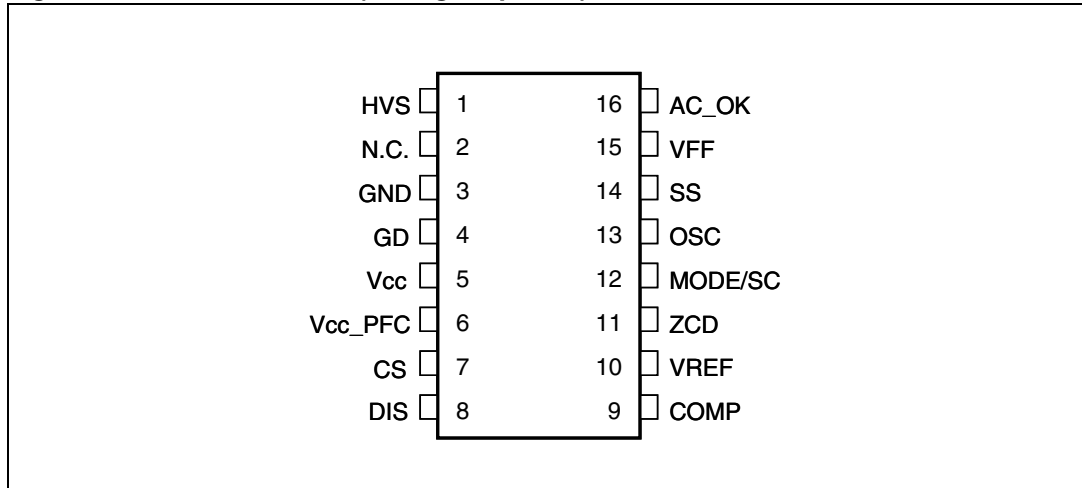 HVS 1 16 AC_OK
N.C. 2 15 VFF
GND 3 14 SS
GD 4 13 OSC
Vcc 5 12 MODE/SC
Vcc_PFC 6 11 ZCD
CS 7 10 VREF
DIS 8 9 COMP